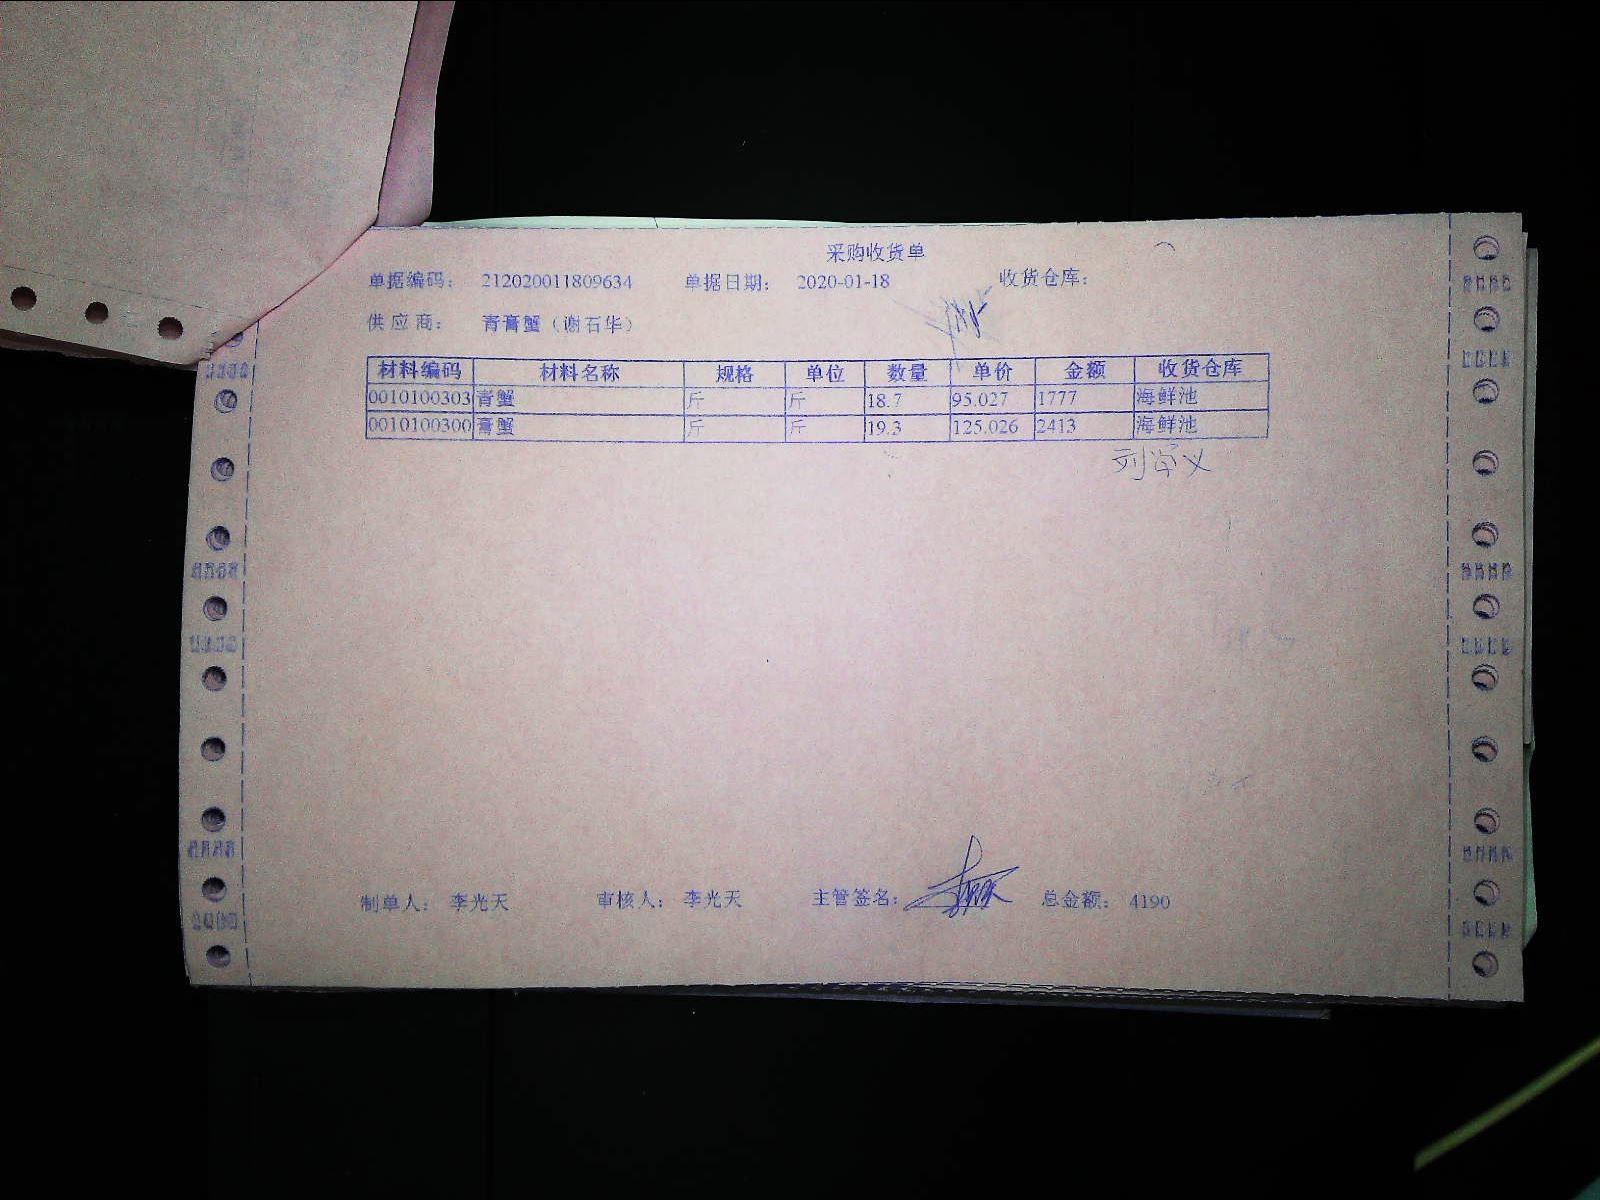 采购收货单
单据编码： 212020011809634 单据日期： 2020-01-18 收货仓库：
供应商： 青膏蟹（谢石华）
材料编码 材料名称 规格 单位 数量 单价 金额 收货仓库
0010100303 青蟹 斤 斤 18.7 95.027 1777 海鲜池
0010100300 膏蟹 斤 斤 19.3 125.026 2413 海鲜池
制单人： 李光天 审核人： 李光天 主管签名： 总金额： 4190